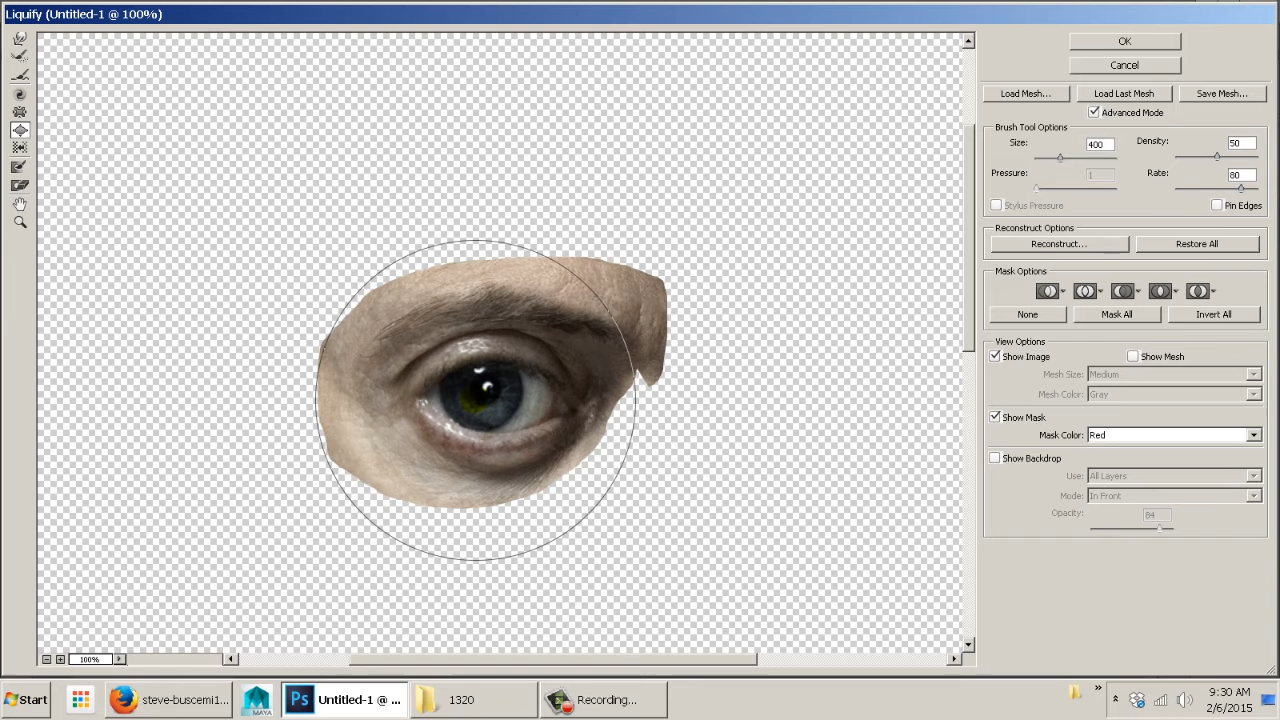 Liquify (Untitled-1 @ 100%)
OK
Cancel
Load Mesh...
Load Last Mesh
Save Mesh...
Advanced Mode
Brush Tool Options
Size: 400
Density: 50
Pressure: 1
Rate: 80
Stylus Pressure
Pin Edges
Reconstruct Options
Reconstruct...
Restore All
Mask Options
None
Mask All
Invert All
View Options
Show Image
Show Mesh
Mesh Size: Medium
Mesh Color: Gray
Show Mask
Mask Color: Red
Show Backdrop
Use: All Layers
Mode: In Front
Opacity: 84
100%
Start
steve-buscemi1...
MAYA
Ps
Untitled-1 @ ...
1320
Recording...
9:30 AM
2/6/2015